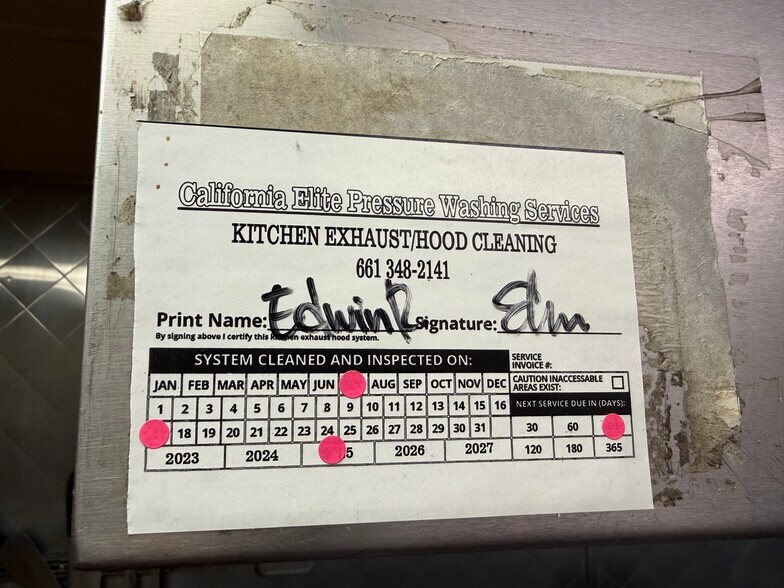 California Elite Pressure Washing Services
KITCHEN EXHAUST/HOOD CLEANING
661 348-2141
Print Name: Edwin R Signature:
By signing above I certify this kitchen exhaust hood system.
SYSTEM CLEANED AND INSPECTED ON:
SERVICE INVOICE #:
JAN FEB MAR APR MAY JUN AUG SEP OCT NOV DEC
CAUTION INACCESSABLE AREAS EXIST:
1 2 3 4 5 6 7 8 9 10 11 12 13 14 15 16
NEXT SERVICE DUE IN (DAYS):
18 19 20 21 22 23 24 25 26 27 28 29 30 31
30 60
2023 2024 2025 2026 2027
120 180 365